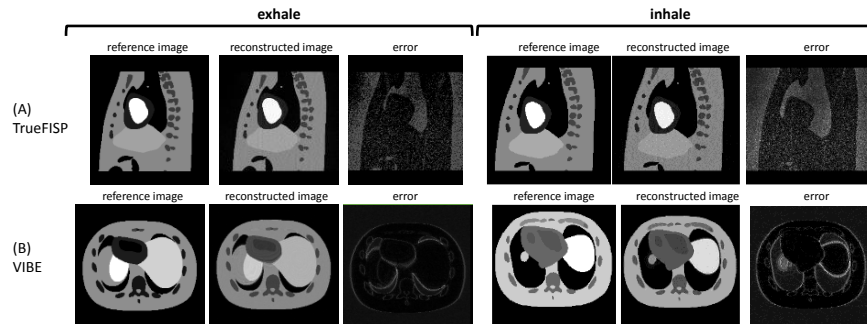 exhale inhale
reference image reconstructed image error reference image reconstructed image error
(A)
TrueFISP
reference image reconstructed image error reference image reconstructed image error
(B)
VIBE